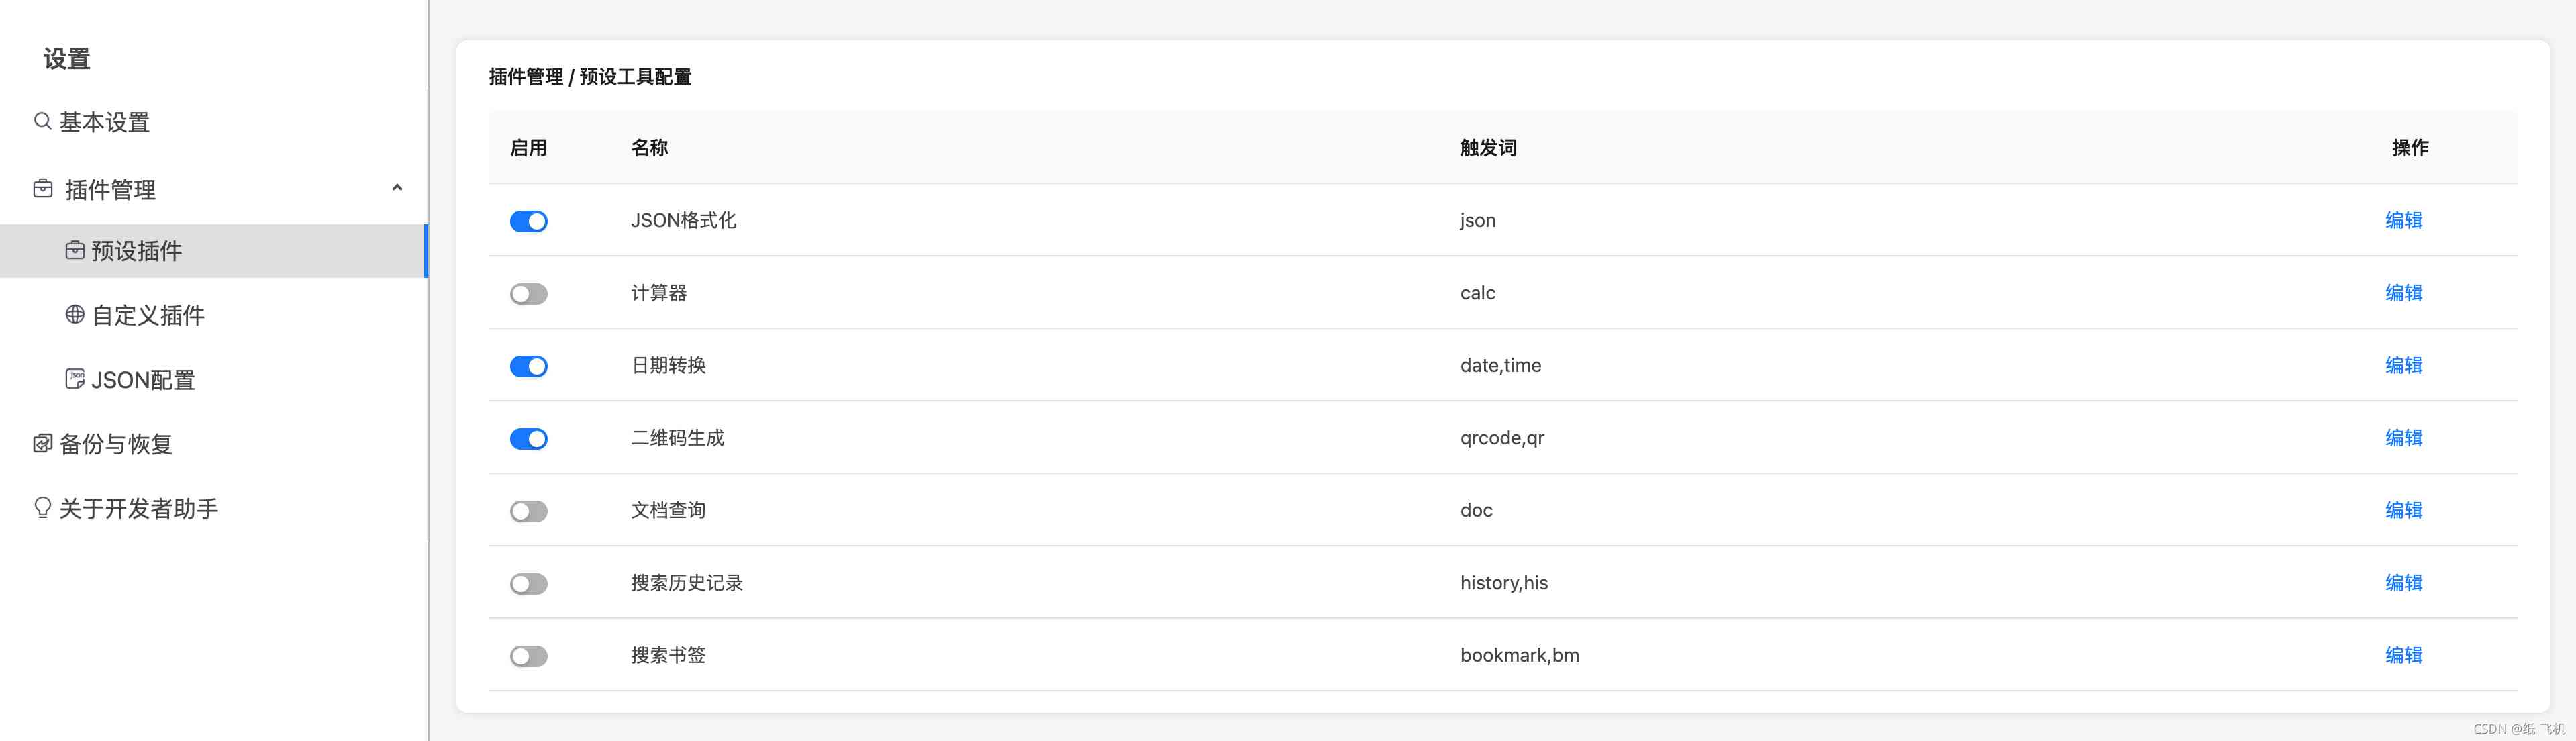 设置
基本设置
插件管理
预设插件
自定义插件
JSON配置
备份与恢复
关于开发者助手
插件管理 / 预设工具配置
启用 名称 触发词 操作
JSON格式化 json 编辑
计算器 calc 编辑
日期转换 date,time 编辑
二维码生成 qrcode,qr 编辑
文档查询 doc 编辑
搜索历史记录 history,his 编辑
搜索书签 bookmark,bm 编辑
CSDN @纸 飞机